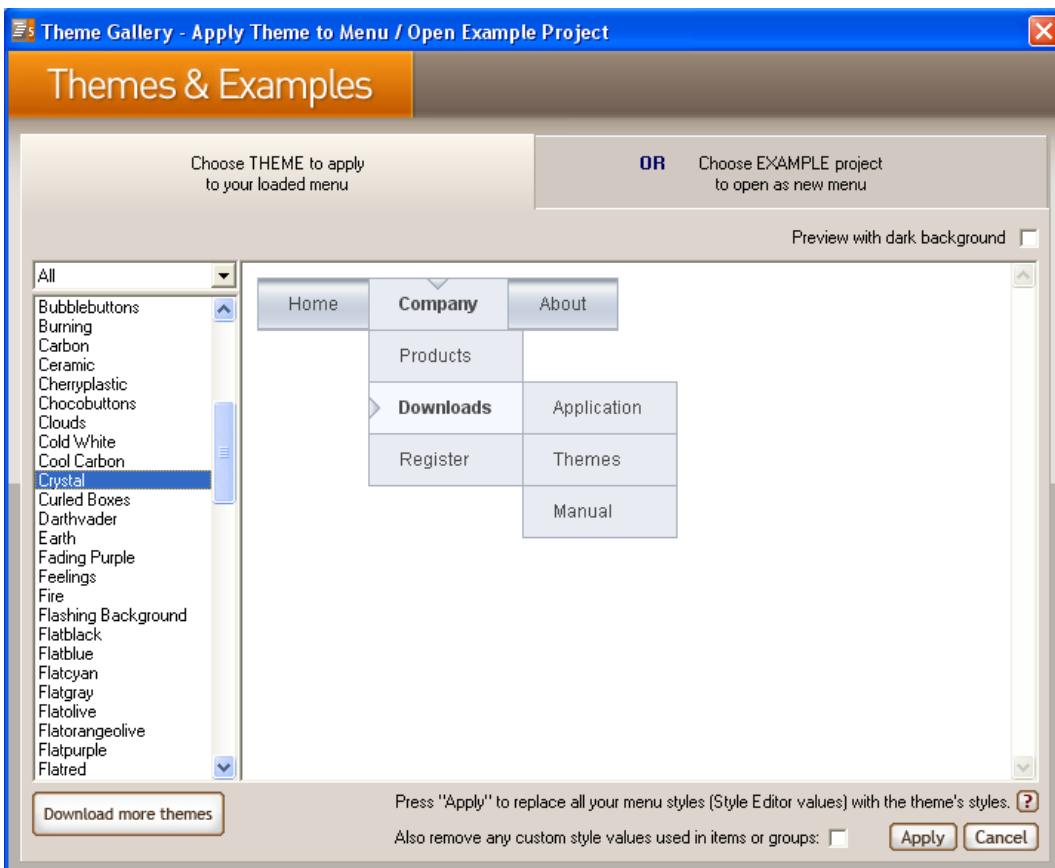 Theme Gallery - Apply Theme to Menu / Open Example Project
Themes & Examples
Choose THEME to apply
to your loaded menu
OR Choose EXAMPLE project
to open as new menu
Preview with dark background
All
Bubblebuttons
Burning
Carbon
Ceramic
Cherryplastic
Chocobuttons
Clouds
Cold White
Cool Carbon
Crystal
Curled Boxes
Darthvader
Earth
Fading Purple
Feelings
Fire
Flashing Background
Flatblack
Flatblue
Flatcyan
Flatgray
Flatolive
Flatorangeolive
Flatpurple
Flatred
Home Company About
Products
Downloads Application
Register Themes
Manual
Download more themes
Press "Apply" to replace all your menu styles (Style Editor values) with the theme's styles. ?
Also remove any custom style values used in items or groups:
Apply Cancel